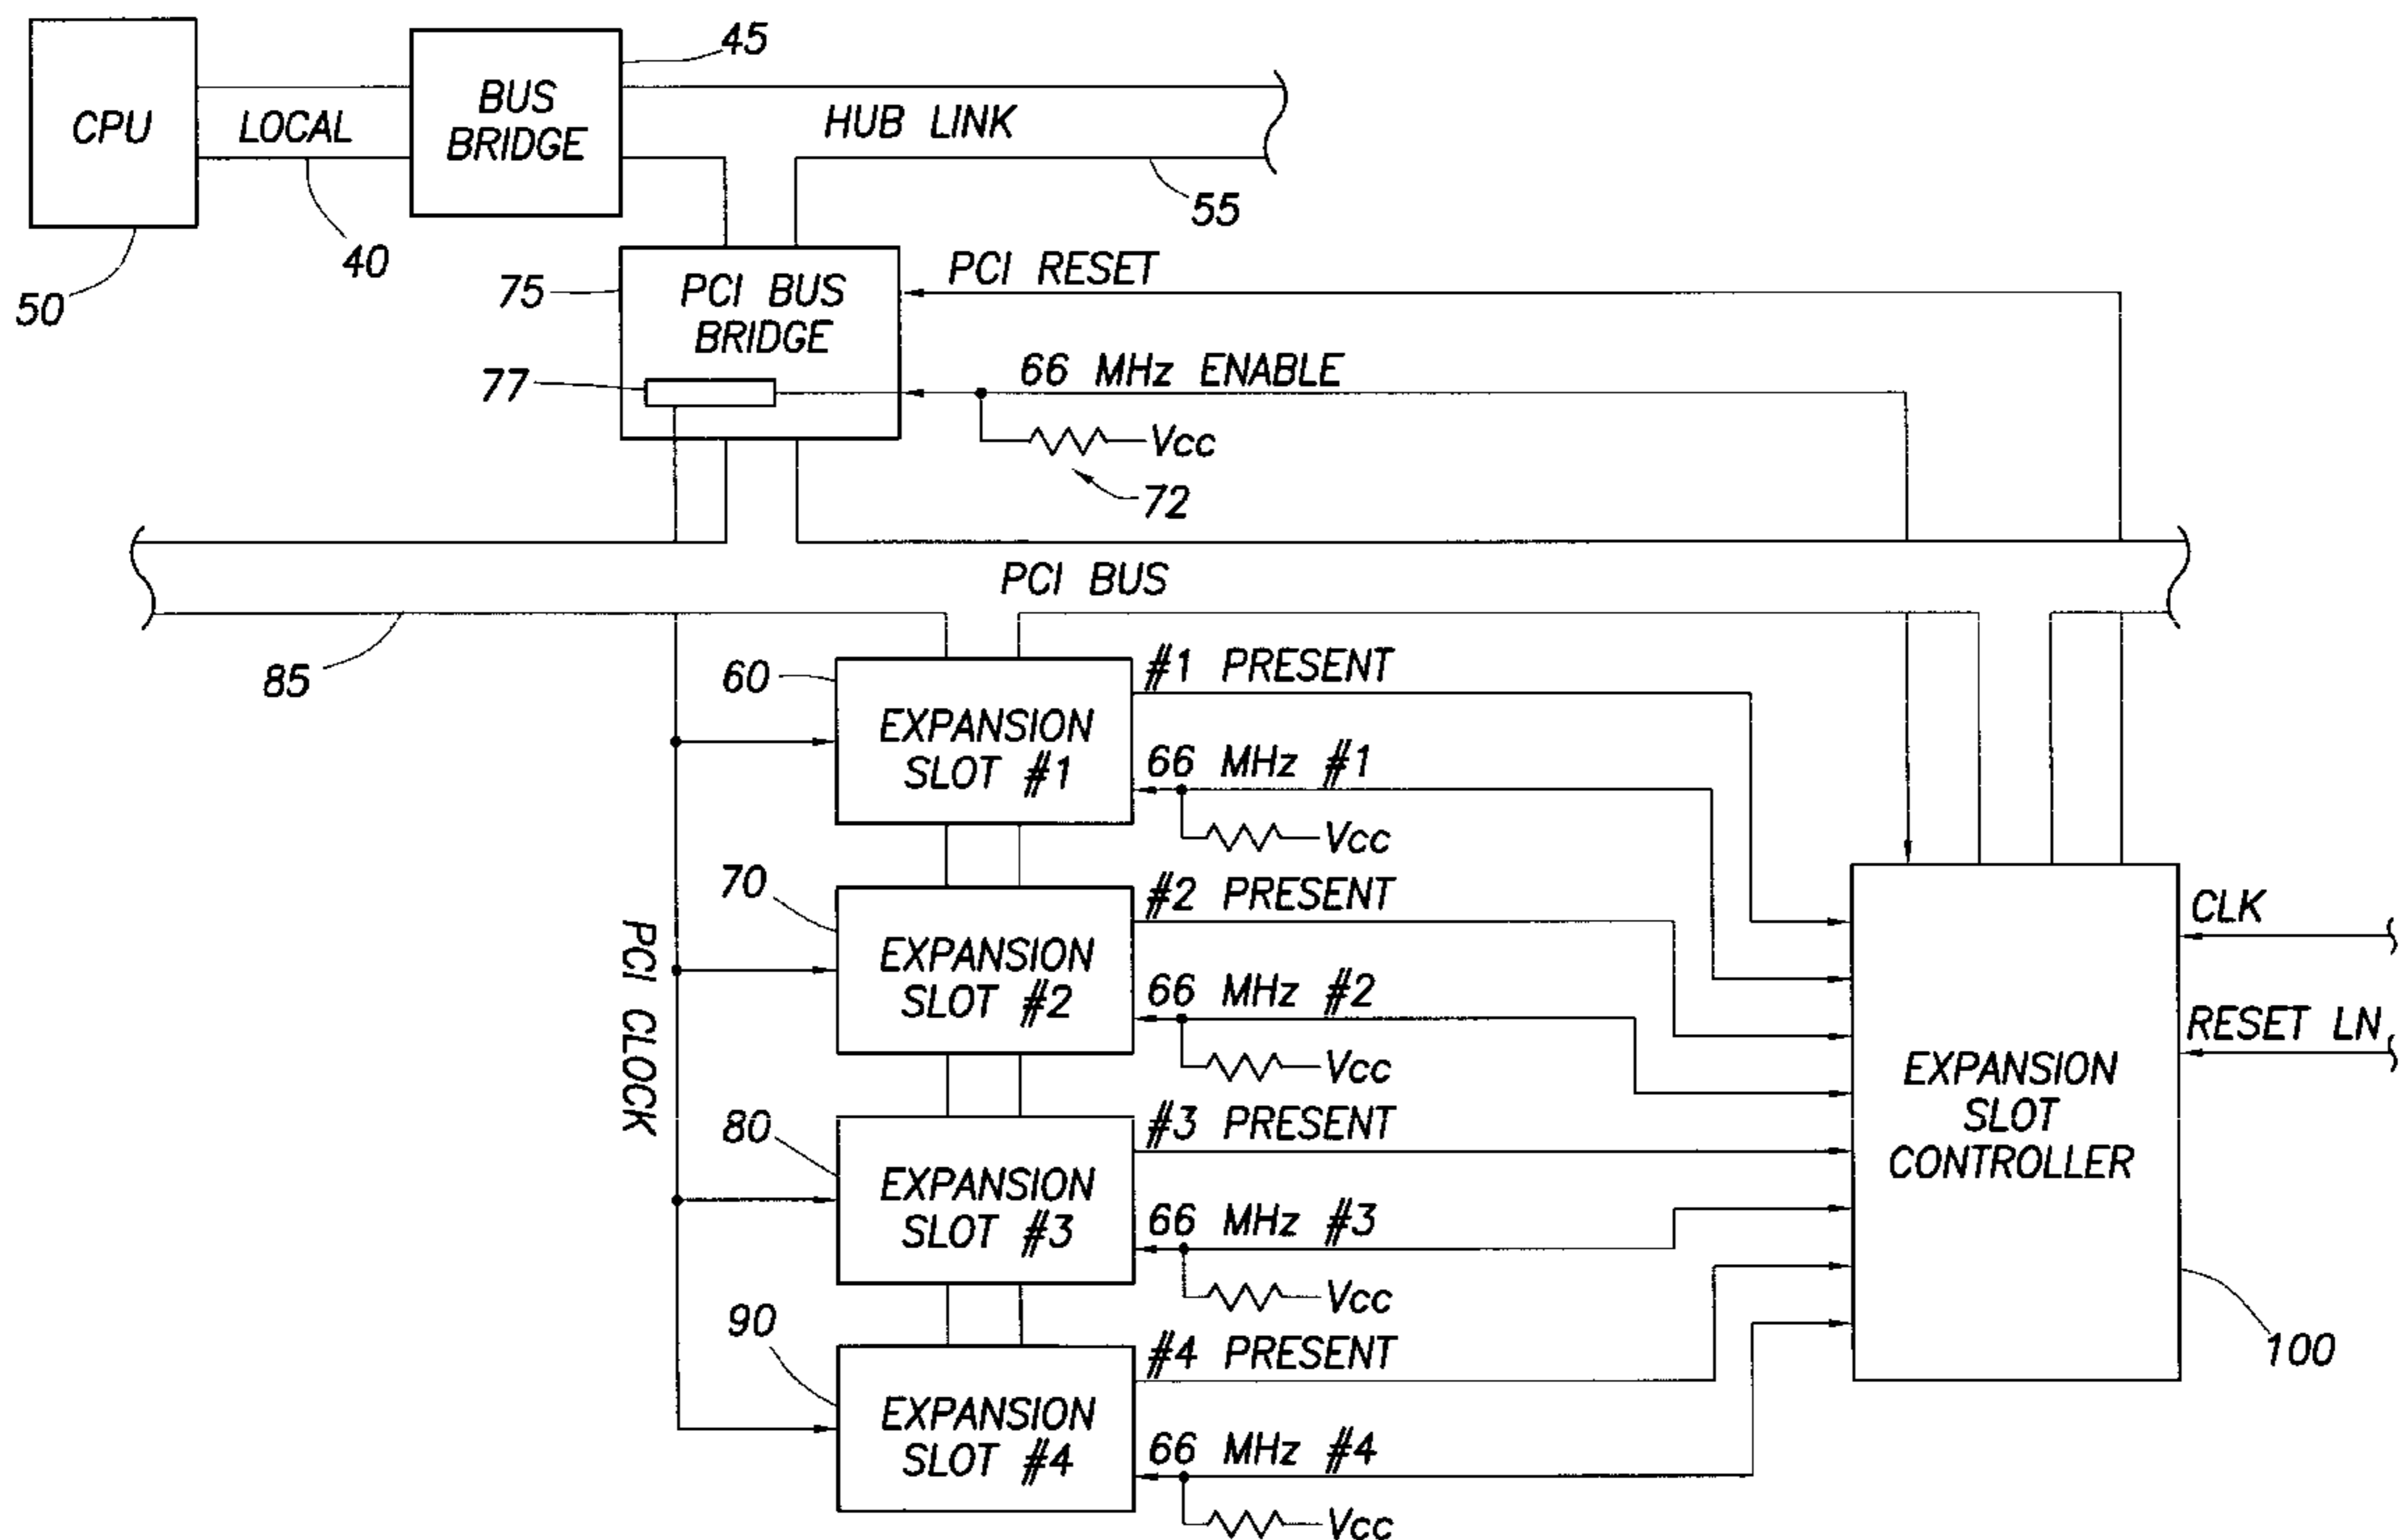 45
CPU
LOCAL
BUS
BRIDGE
HUB LINK
50
40
55
75
PCI BUS
BRIDGE
PCI RESET
77
66 MHz ENABLE
Vcc
72
PCI BUS
85
60
EXPANSION
SLOT #1
#1 PRESENT
66 MHz #1
Vcc
70
EXPANSION
SLOT #2
#2 PRESENT
66 MHz #2
Vcc
PCI CLOCK
80
EXPANSION
SLOT #3
#3 PRESENT
66 MHz #3
Vcc
90
EXPANSION
SLOT #4
#4 PRESENT
66 MHz #4
Vcc
CLK
RESET LN
EXPANSION
SLOT
CONTROLLER
100